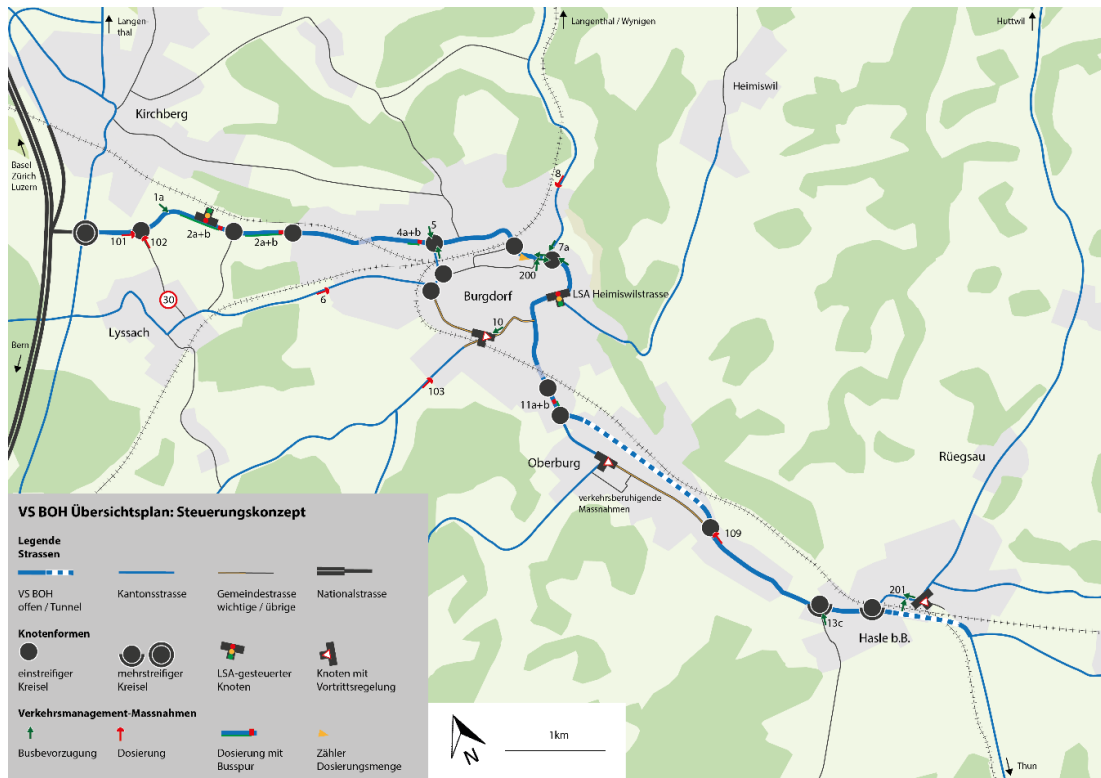 Langen
thal
Langenthal / Wynigen
Huttwil
Heimiswil
Kirchberg
Basel
Zürich
Luzern
1a
8
5
2a+b
4a+b
101
102
2a+b
7a
200
LSA Heimiswilstrasse
30
6
Burgdorf
10
Lyssach
Bern
103
11a+b
Oberburg
Rüegsau
verkehrsberuhigende
Massnahmen
109
201
13c
Hasle b.B.
Thun
VS BOH Übersichtsplan: Steuerungskonzept
Legende
Strassen
VS BOH
offen / Tunnel
Kantonsstrasse
Gemeindestrasse
wichtige / übrige
Nationalstrasse
Knotenformen
einstreifiger
Kreisel
mehrstreifiger
Kreisel
LSA-gesteuerter
Knoten
Knoten mit
Vortrittsregelung
Verkehrsmanagement-Massnahmen
Busbevorzugung
Dosierung
Dosierung mit
Busspur
Zähler
Dosierungsmenge
N
1km